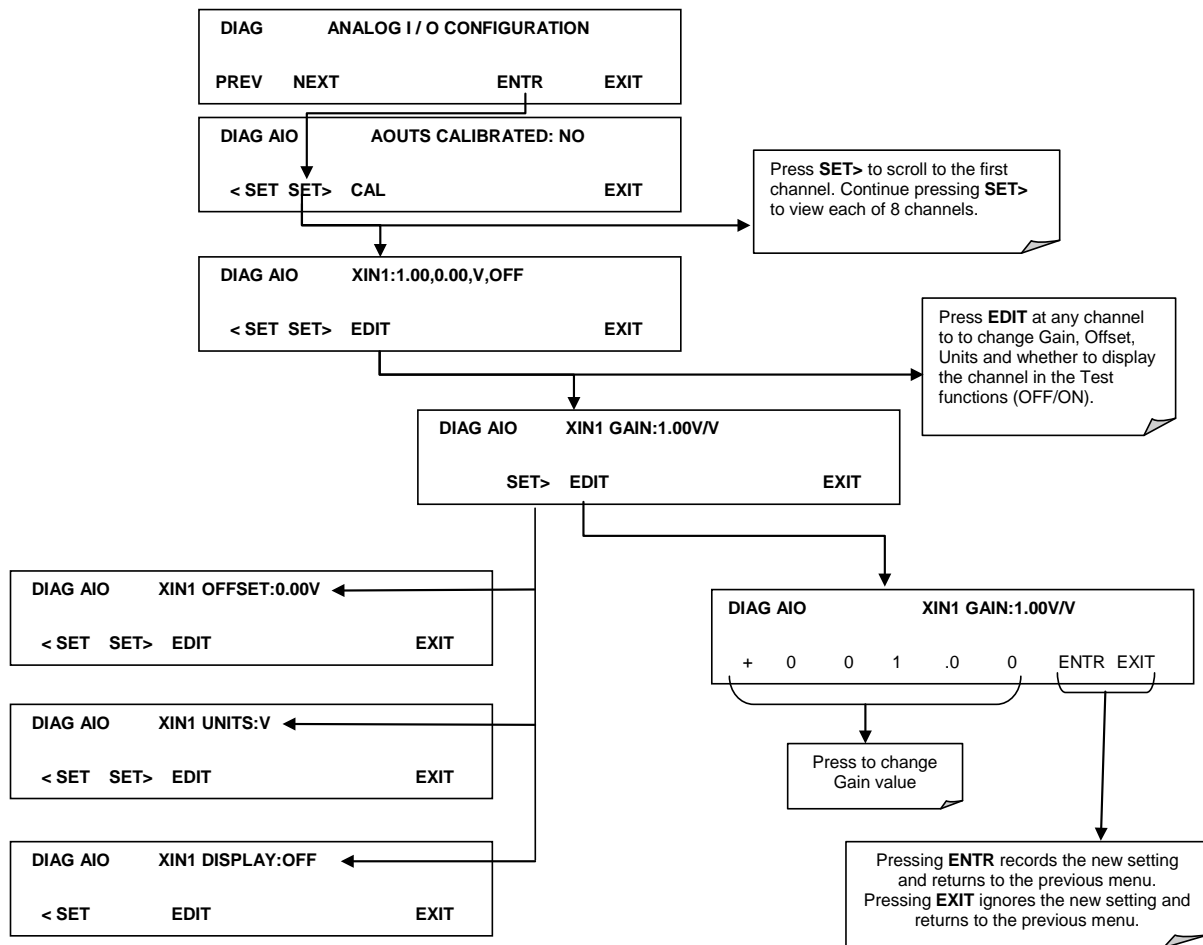 DIAG ANALOG I / O CONFIGURATION
PREV NEXT ENTR EXIT
DIAG AIO AOUTS CALIBRATED: NO
< SET SET> CAL EXIT
Press SET> to scroll to the first
channel. Continue pressing SET>
to view each of 8 channels.
DIAG AIO XIN1:1.00,0.00,V,OFF
< SET SET> EDIT EXIT
Press EDIT at any channel
to to change Gain, Offset,
Units and whether to display
the channel in the Test
functions (OFF/ON).
DIAG AIO XIN1 GAIN:1.00V/V
SET> EDIT EXIT
DIAG AIO XIN1 OFFSET:0.00V
< SET SET> EDIT EXIT
DIAG AIO XIN1 UNITS:V
< SET SET> EDIT EXIT
DIAG AIO XIN1 DISPLAY:OFF
< SET EDIT EXIT
DIAG AIO XIN1 GAIN:1.00V/V
+ 0 0 1 .0 0 ENTR EXIT
Press to change
Gain value
Pressing ENTR records the new setting
and returns to the previous menu.
Pressing EXIT ignores the new setting and
returns to the previous menu.